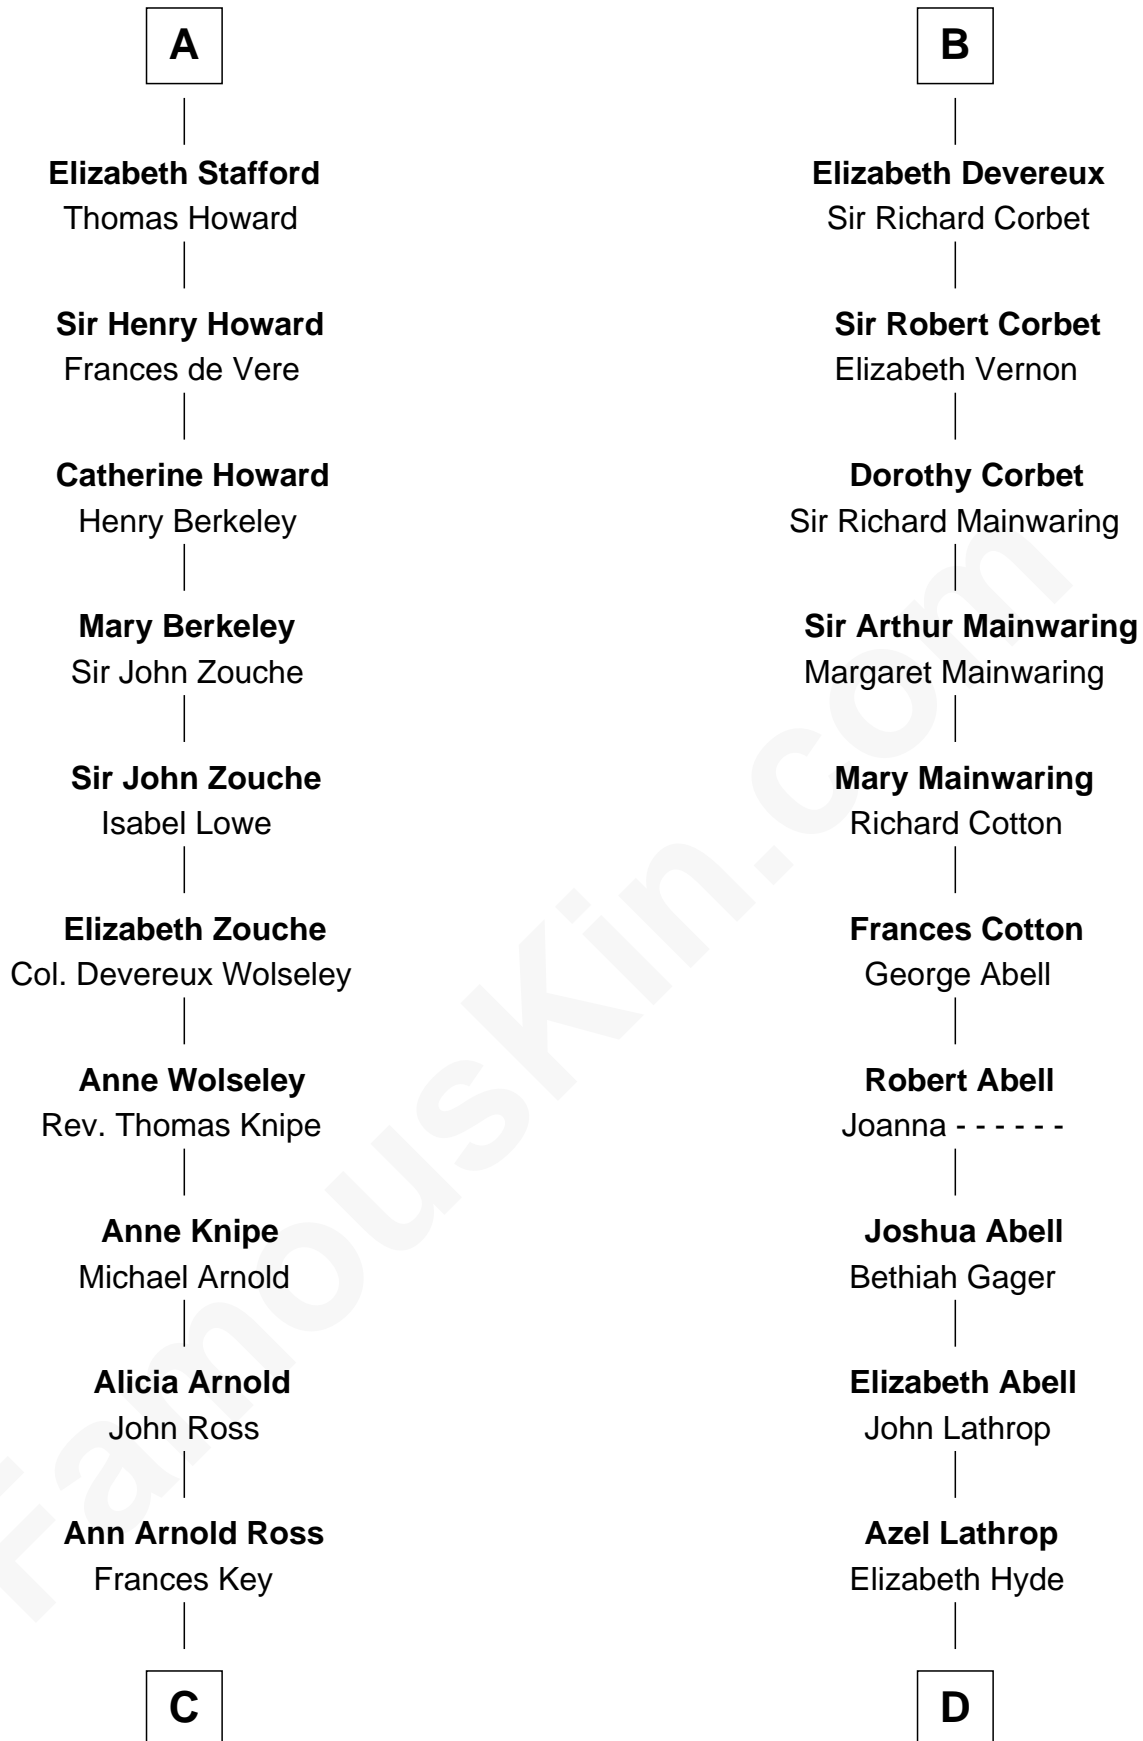 A
Elizabeth Stafford
Thomas Howard
Sir Henry Howard
Frances de Vere
Catherine Howard
Henry Berkeley
Mary Berkeley
Sir John Zouche
Sir John Zouche
Isabel Lowe
Elizabeth Zouche
Col. Devereux Wolseley
Anne Wolseley
Rev. Thomas Knipe
Anne Knipe
Michael Arnold
Alicia Arnold
John Ross
Ann Arnold Ross
Frances Key
C
B
Elizabeth Devereux
Sir Richard Corbet
Sir Robert Corbet
Elizabeth Vernon
Dorothy Corbet
Sir Richard Mainwaring
Sir Arthur Mainwaring
Margaret Mainwaring
Mary Mainwaring
Richard Cotton
Frances Cotton
George Abell
Robert Abell
Joanna - - - - - -
Joshua Abell
Bethiah Gager
Elizabeth Abell
John Lathrop
Azel Lathrop
Elizabeth Hyde
D
FamousKin.com